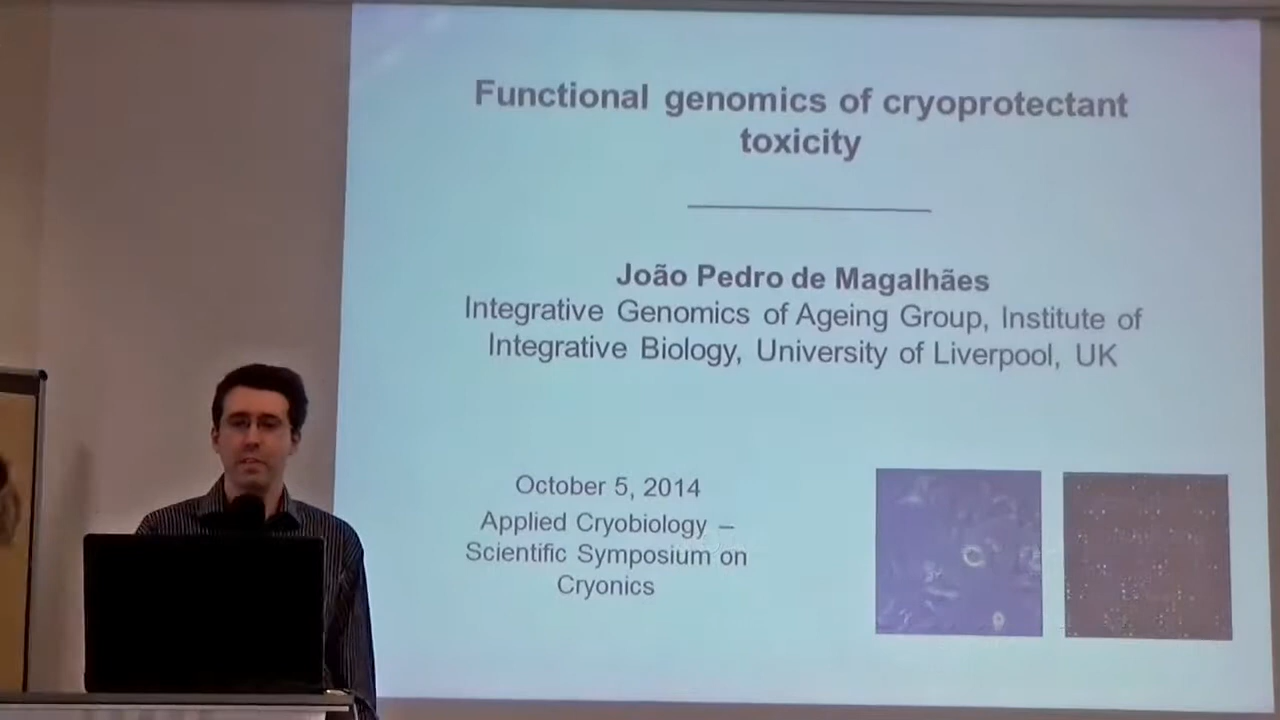 Functional genomics of cryoprotectant
toxicity
João Pedro de Magalhães
Integrative Genomics of Ageing Group, Institute of
Integrative Biology, University of Liverpool, UK
October 5, 2014
Applied Cryobiology –
Scientific Symposium on
Cryonics